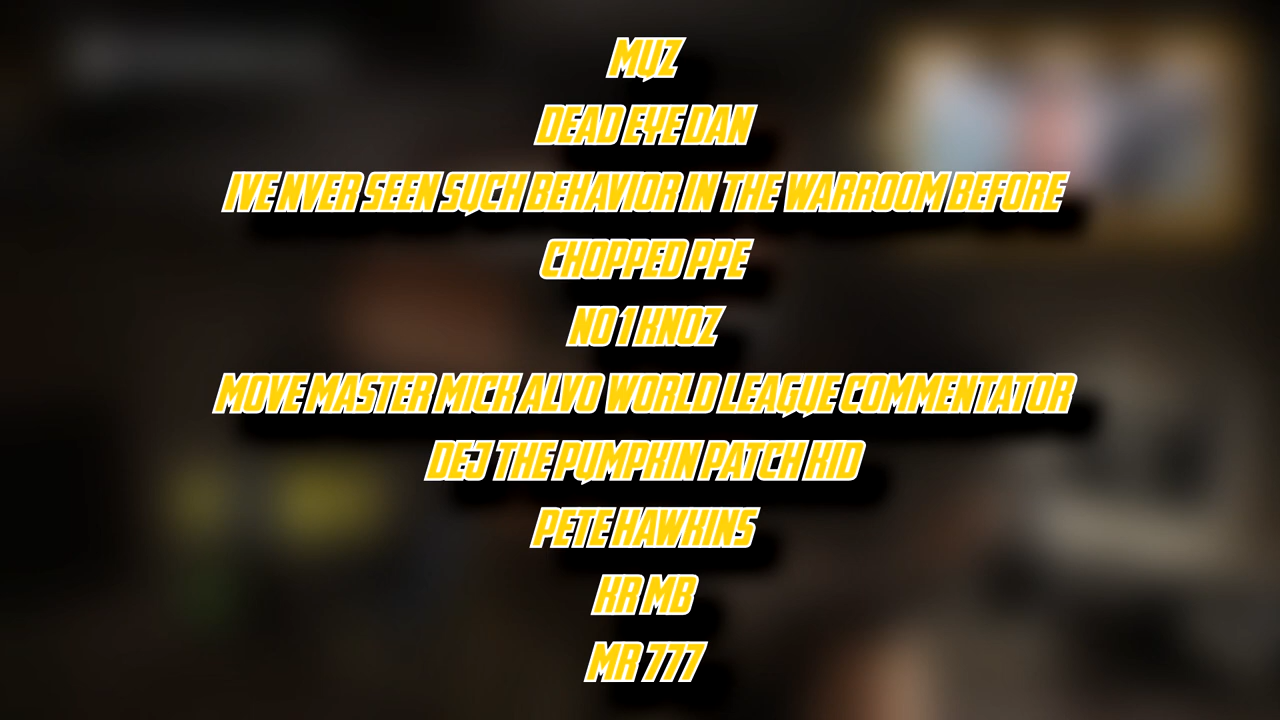 MUZ
DEAD EYE DAN
IVE NVER SEEN SUCH BEHAVIOR IN THE WARROOM BEFORE
CHOPPED PPE
NO 1 KNOZ
MOVE MASTER MICK ALVO WORLD LEAGUE COMMENTATOR
DEJ THE PUMPKIN PATCH KID
PETE HAWKINS
KR MB
MR 777